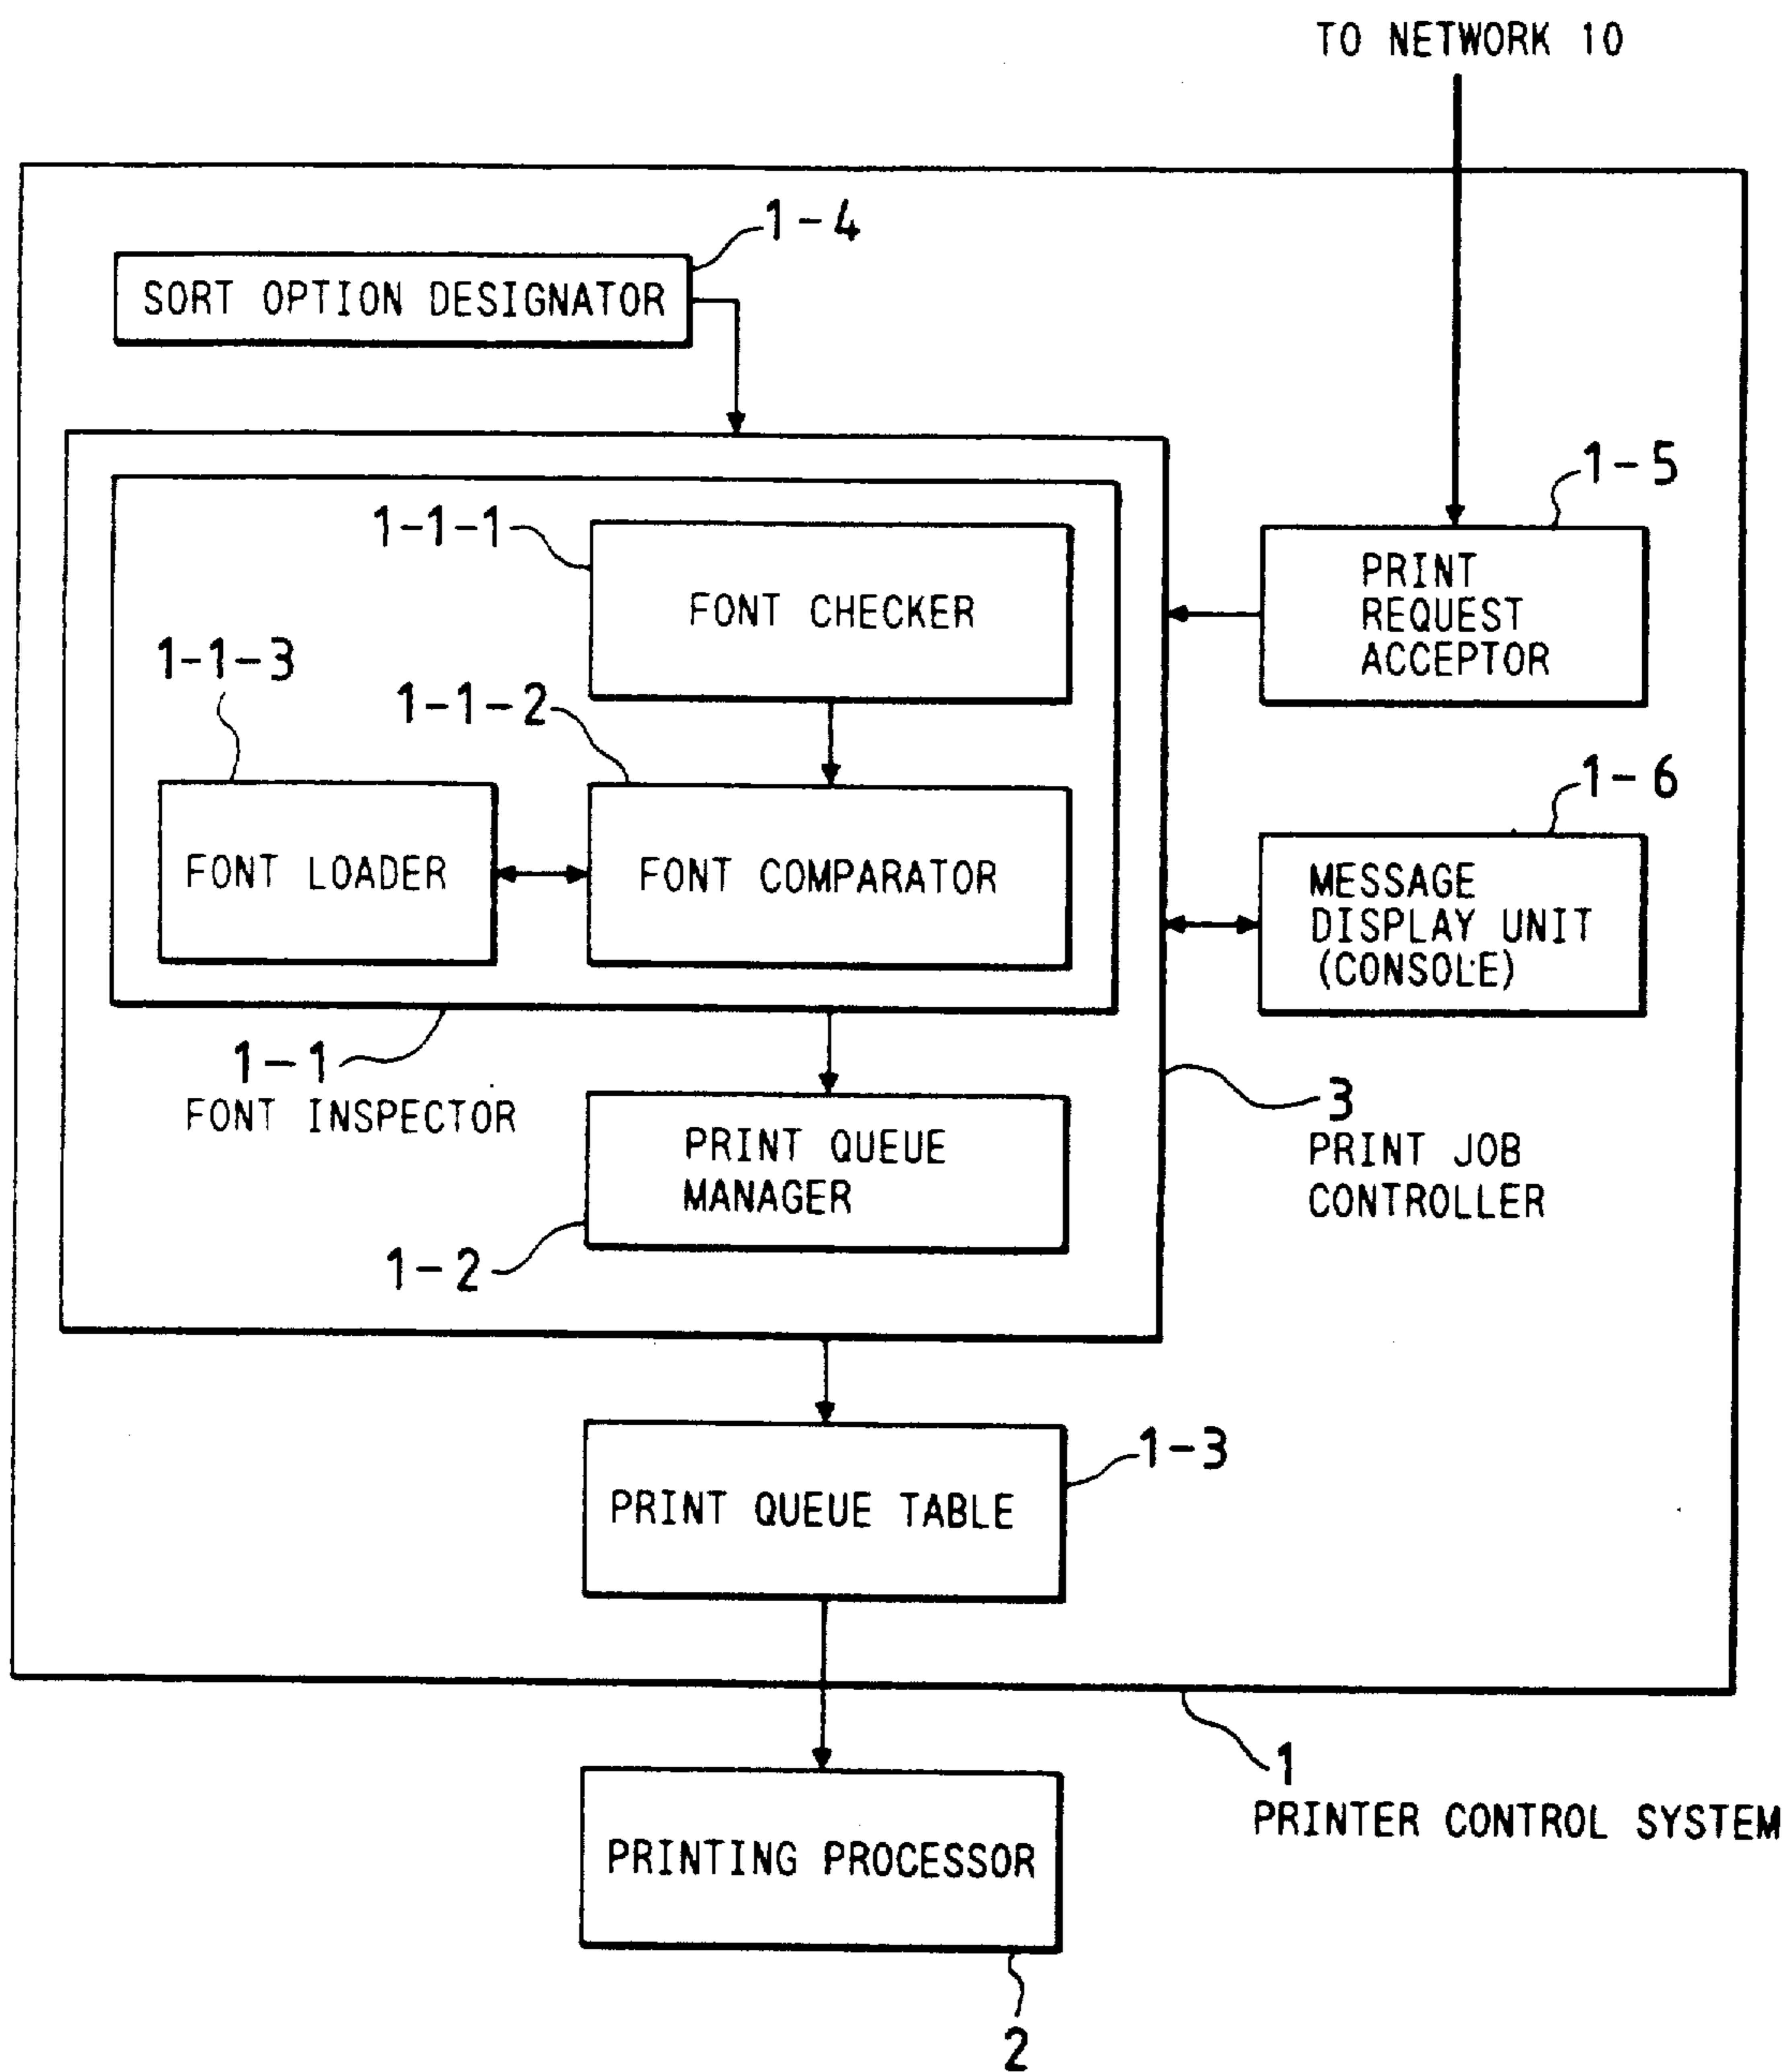 TO NETWORK 10
1-4
SORT OPTION DESIGNATOR
1-5
1-1-1
FONT CHECKER
PRINT
REQUEST
ACCEPTOR
1-1-3
1-1-2
1-6
FONT LOADER
FONT COMPARATOR
MESSAGE
DISPLAY UNIT
(CONSOLE)
1-1
FONT INSPECTOR
3
PRINT JOB
CONTROLLER
PRINT QUEUE
MANAGER
1-2
1-3
PRINT QUEUE TABLE
1
PRINTER CONTROL SYSTEM
PRINTING PROCESSOR
2